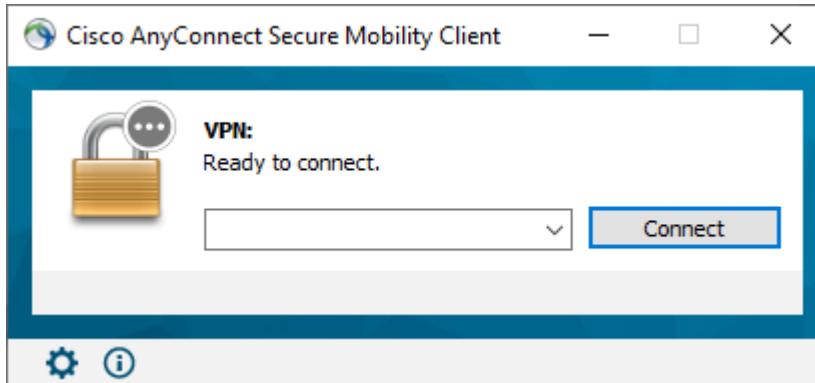 Cisco AnyConnect Secure Mobility Client
VPN:
Ready to connect.
Connect